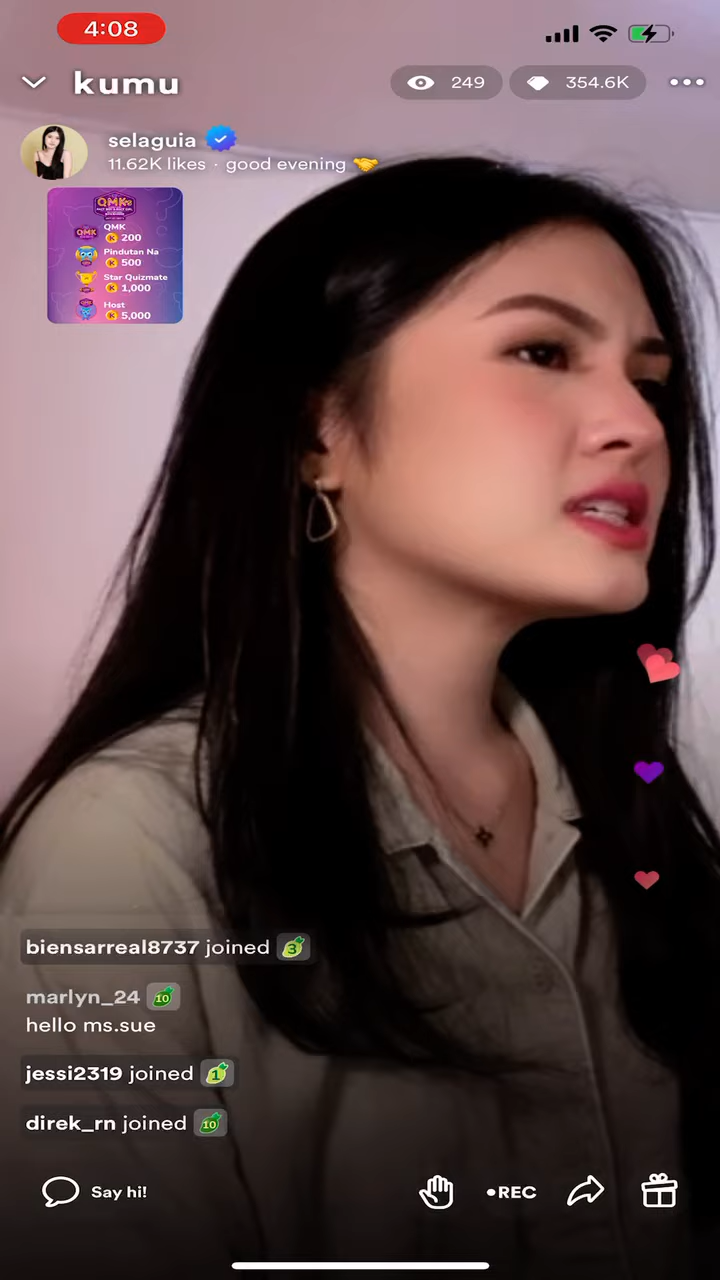 4:08
kumu
249
354.6K
selaguia
11.62K likes · good evening 🤝
QMKs
QMK
QMK
200
Pindutan Na
500
Star Quizmate
1,000
Host
5,000
biensarreal8737 joined 3
marlyn_24 10
hello ms.sue
jessi2319 joined 1
direk_rn joined 10
Say hi!
•REC